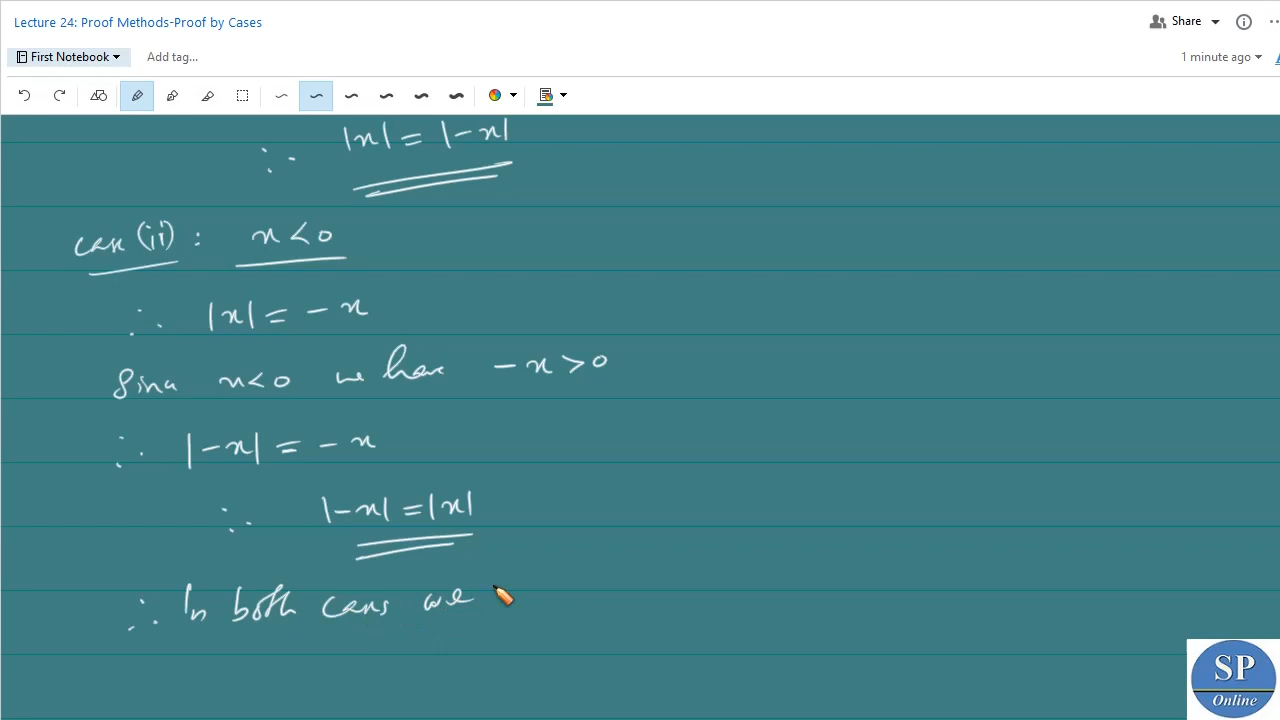 Lecture 24: Proof Methods-Proof by Cases
Share
First Notebook
Add tag...
1 minute ago
∴ |x| = |-x|
case (ii) : x < 0
∴ |x| = - x
Since x < 0 we have - x > 0
∴ |-x| = - x
∴ |-x| = |x|
∴ In both cases we
SP
Online